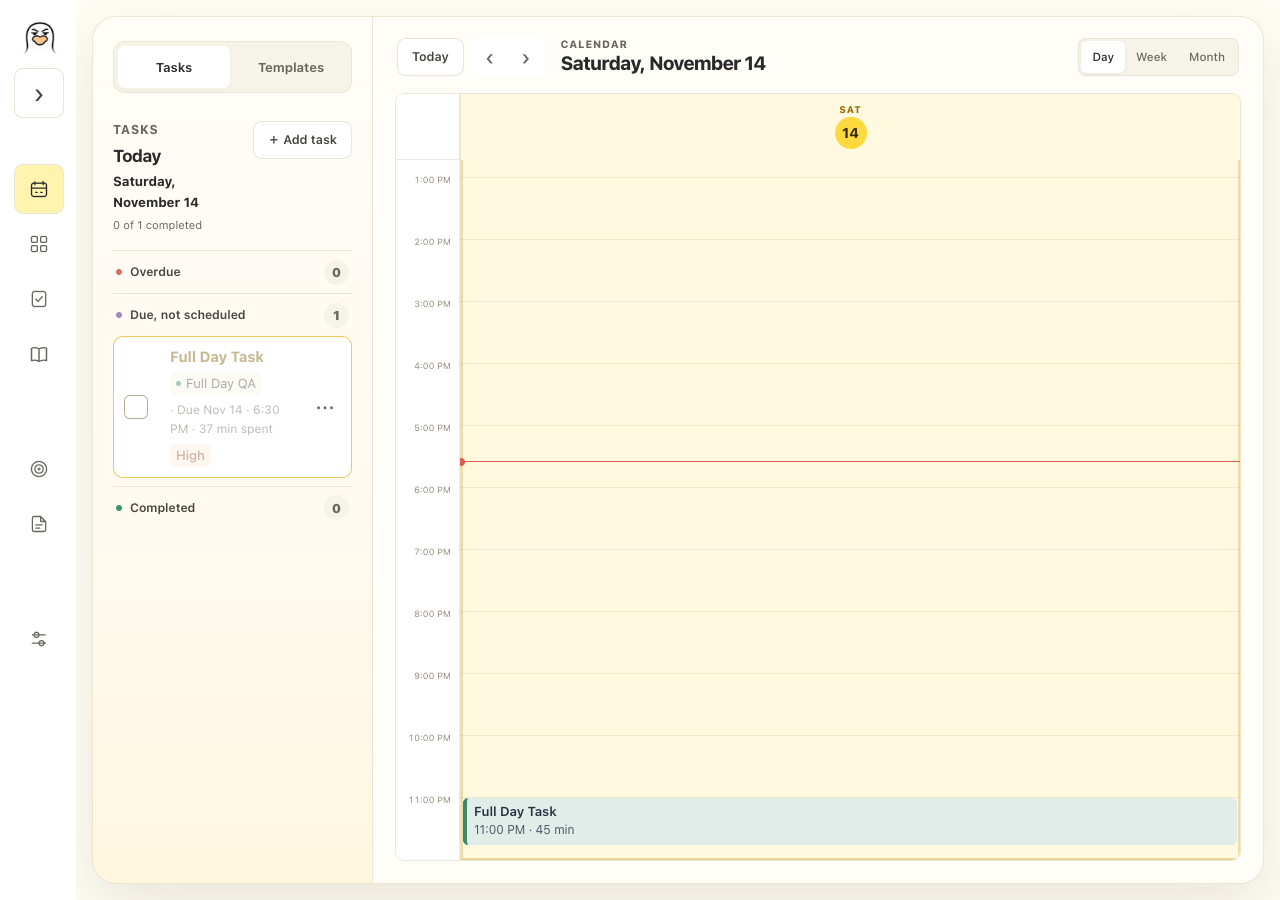 Tasks
Templates
TASKS
Today
Saturday,
November 14
0 of 1 completed
+ Add task
Overdue
0
Due, not scheduled
1
Full Day Task
Full Day QA
· Due Nov 14 · 6:30
PM · 37 min spent
High
Completed
0
Today
CALENDAR
Saturday, November 14
Day
Week
Month
SAT
14
1:00 PM
2:00 PM
3:00 PM
4:00 PM
5:00 PM
6:00 PM
7:00 PM
8:00 PM
9:00 PM
10:00 PM
11:00 PM
Full Day Task
11:00 PM · 45 min